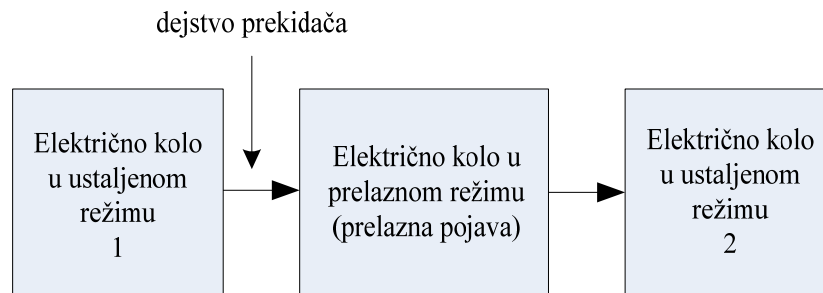 dejstvo prekidača
Električno kolo
u ustaljenom
režimu
1
Električno kolo u
prelaznom režimu
(prelazna pojava)
Električno kolo
u ustaljenom
režimu
2